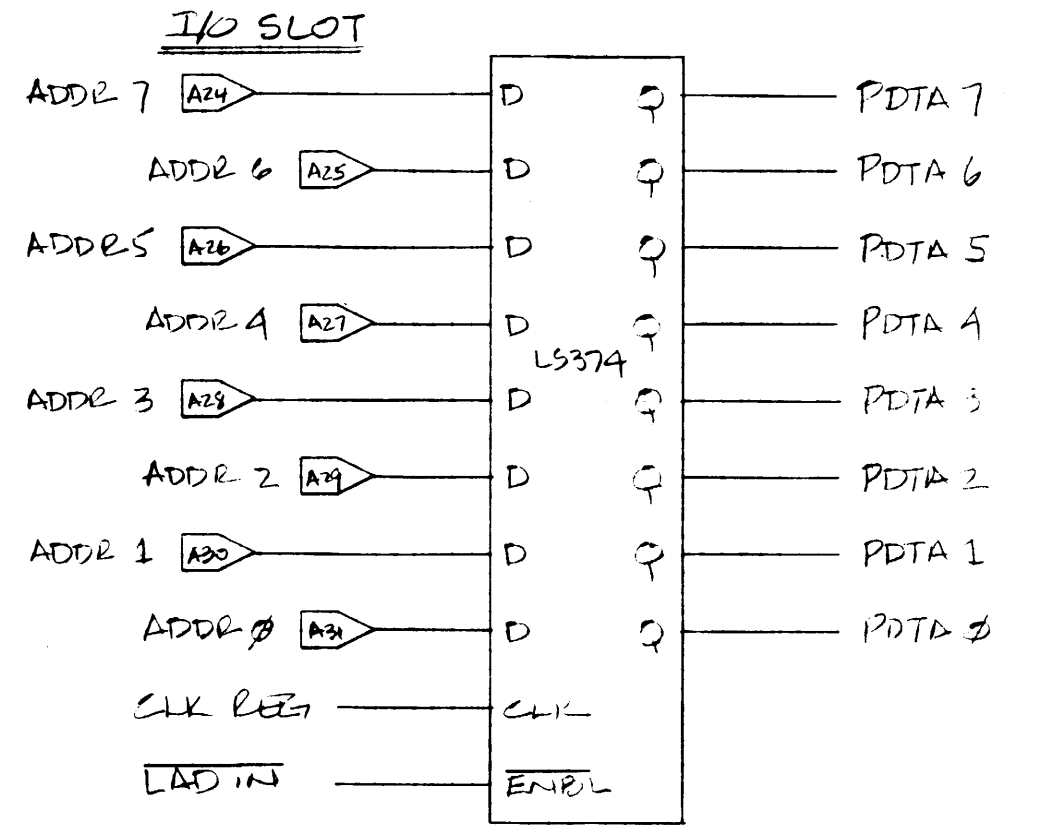 I/O SLOT
ADDR 7 A24 D Q PDTA 7
ADDR 6 A25 D Q PDTA 6
ADDR 5 A26 D Q PDTA 5
ADDR 4 A27 D Q PDTA 4
LS374
ADDR 3 A28 D Q PDTA 3
ADDR 2 A29 D Q PDTA 2
ADDR 1 A30 D Q PDTA 1
ADDR Ø A31 D Q PDTA Ø
CLK REG CLK
LAD IN ENBL